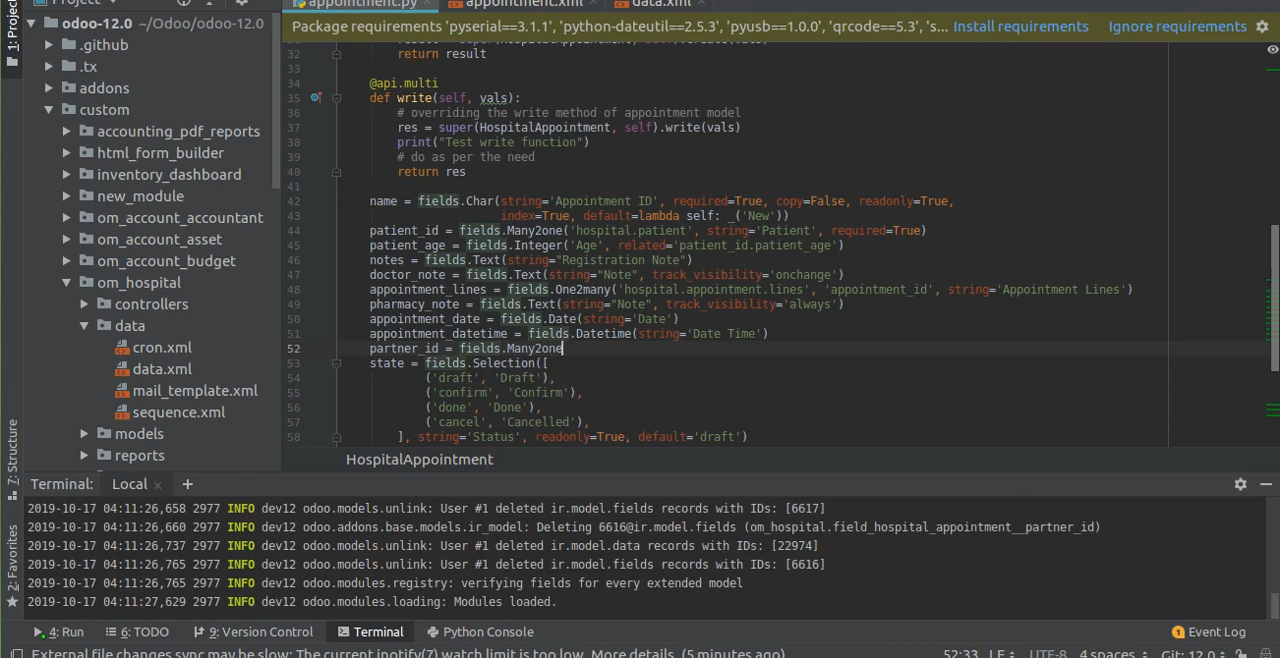 Project
appointment.py
appointment.xml
data.xml
1: Project
odoo-12.0 ~/Odoo/odoo-12.0
.github
.tx
addons
custom
accounting_pdf_reports
html_form_builder
inventory_dashboard
new_module
om_account_accountant
om_account_asset
om_account_budget
om_hospital
controllers
data
cron.xml
data.xml
mail_template.xml
sequence.xml
models
reports
Package requirements 'pyserial==3.1.1', 'python-dateutil==2.5.3', 'pyusb==1.0.0', 'qrcode==5.3', 's... Install requirements Ignore requirements
32 return result
33
34 @api.multi
35 def write(self, vals):
36 # overriding the write method of appointment model
37 res = super(HospitalAppointment, self).write(vals)
38 print("Test write function")
39 # do as per the need
40 return res
41
42 name = fields.Char(string='Appointment ID', required=True, copy=False, readonly=True,
43 index=True, default=lambda self: _('New'))
44 patient_id = fields.Many2one('hospital.patient', string='Patient', required=True)
45 patient_age = fields.Integer('Age', related='patient_id.patient_age')
46 notes = fields.Text(string="Registration Note")
47 doctor_note = fields.Text(string="Note", track_visibility='onchange')
48 appointment_lines = fields.One2many('hospital.appointment.lines', 'appointment_id', string='Appointment Lines')
49 pharmacy_note = fields.Text(string="Note", track_visibility='always')
50 appointment_date = fields.Date(string='Date')
51 appointment_datetime = fields.Datetime(string='Date Time')
52 partner_id = fields.Many2one
53 state = fields.Selection([
54 ('draft', 'Draft'),
55 ('confirm', 'Confirm'),
56 ('done', 'Done'),
57 ('cancel', 'Cancelled'),
58 ], string='Status', readonly=True, default='draft')
HospitalAppointment
7: Structure
2: Favorites
Terminal: Local +
2019-10-17 04:11:26,658 2977 INFO dev12 odoo.models.unlink: User #1 deleted ir.model.fields records with IDs: [6617]
2019-10-17 04:11:26,660 2977 INFO dev12 odoo.addons.base.models.ir_model: Deleting 6616@ir.model.fields (om_hospital.field_hospital_appointment__partner_id)
2019-10-17 04:11:26,737 2977 INFO dev12 odoo.models.unlink: User #1 deleted ir.model.data records with IDs: [22974]
2019-10-17 04:11:26,765 2977 INFO dev12 odoo.models.unlink: User #1 deleted ir.model.fields records with IDs: [6616]
2019-10-17 04:11:26,765 2977 INFO dev12 odoo.modules.registry: verifying fields for every extended model
2019-10-17 04:11:27,629 2977 INFO dev12 odoo.modules.loading: Modules loaded.
4: Run 6: TODO 9: Version Control Terminal Python Console 1 Event Log
External file changes sync may be slow: The current inotify(7) watch limit is too low. More details. (5 minutes ago) 52:33 LF UTF-8 4 spaces Git: 12.0